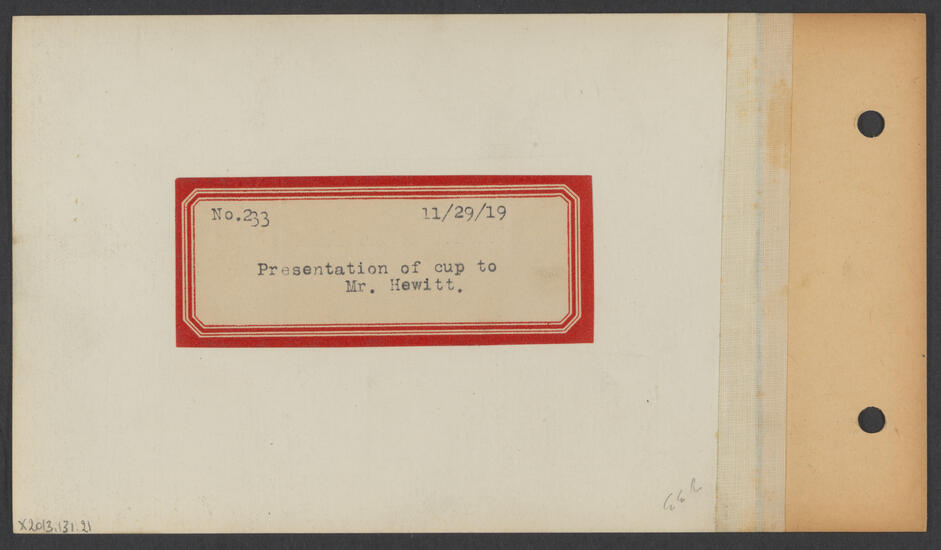 No.233 11/29/19
Presentation of cup to
Mr. Hewitt.
X2013.131.21